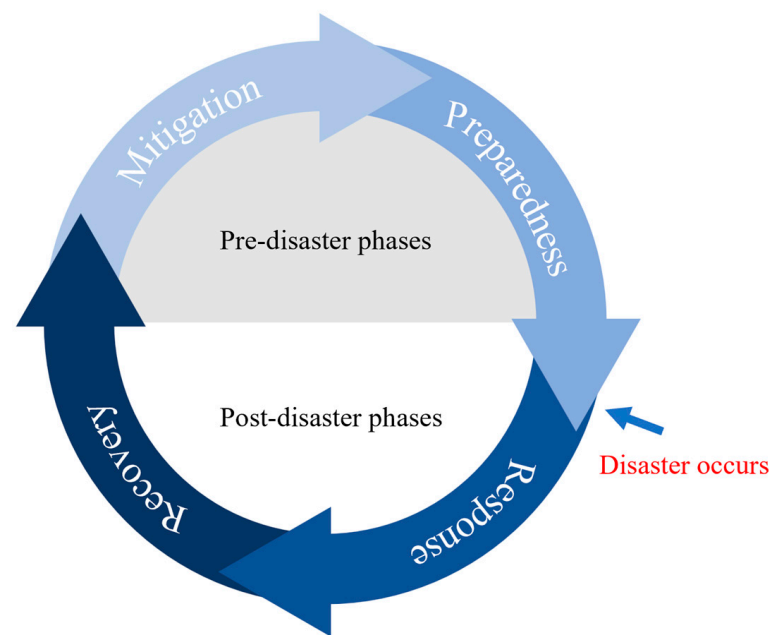 Mitigation
Preparedness
Pre-disaster phases
Post-disaster phases
Disaster occurs
Response
Recovery